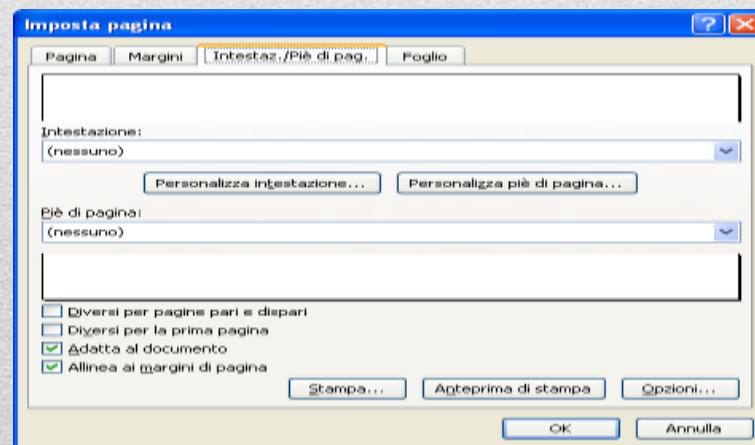 Imposta pagina
Pagina Margini Intestaz./Piè di pag. Foglio
Intestazione:
(nessuno)
Personalizza intestazione... Personalizza piè di pagina...
Piè di pagina:
(nessuno)
Diversi per pagine pari e dispari
Diversi per la prima pagina
Adatta al documento
Allinea ai margini di pagina
Stampa... Anteprima di stampa Opzioni...
OK Annulla